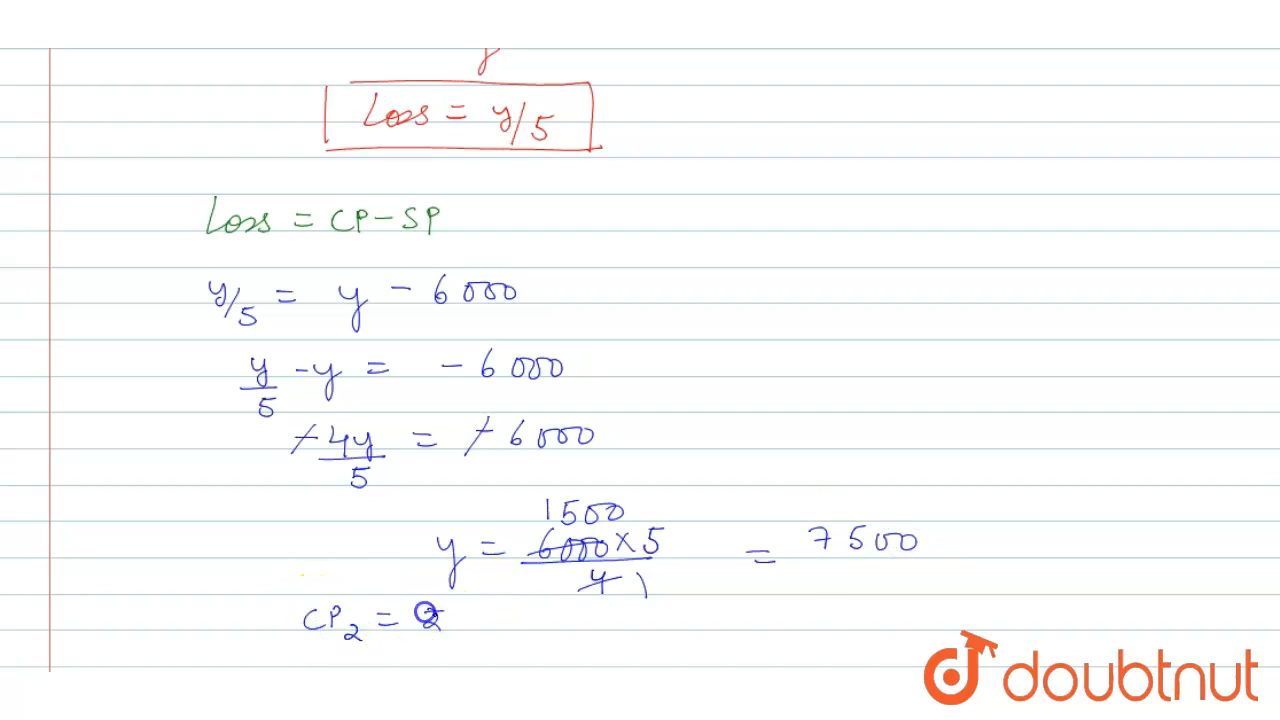 y
Loss = y/5
Loss = CP - SP
y/5 = y - 6000
y/5 - y = - 6000
- 4y/5 = - 6000
1500
y = 6000 × 5 / 4 1 = 7500
CP2 =
doubtnut